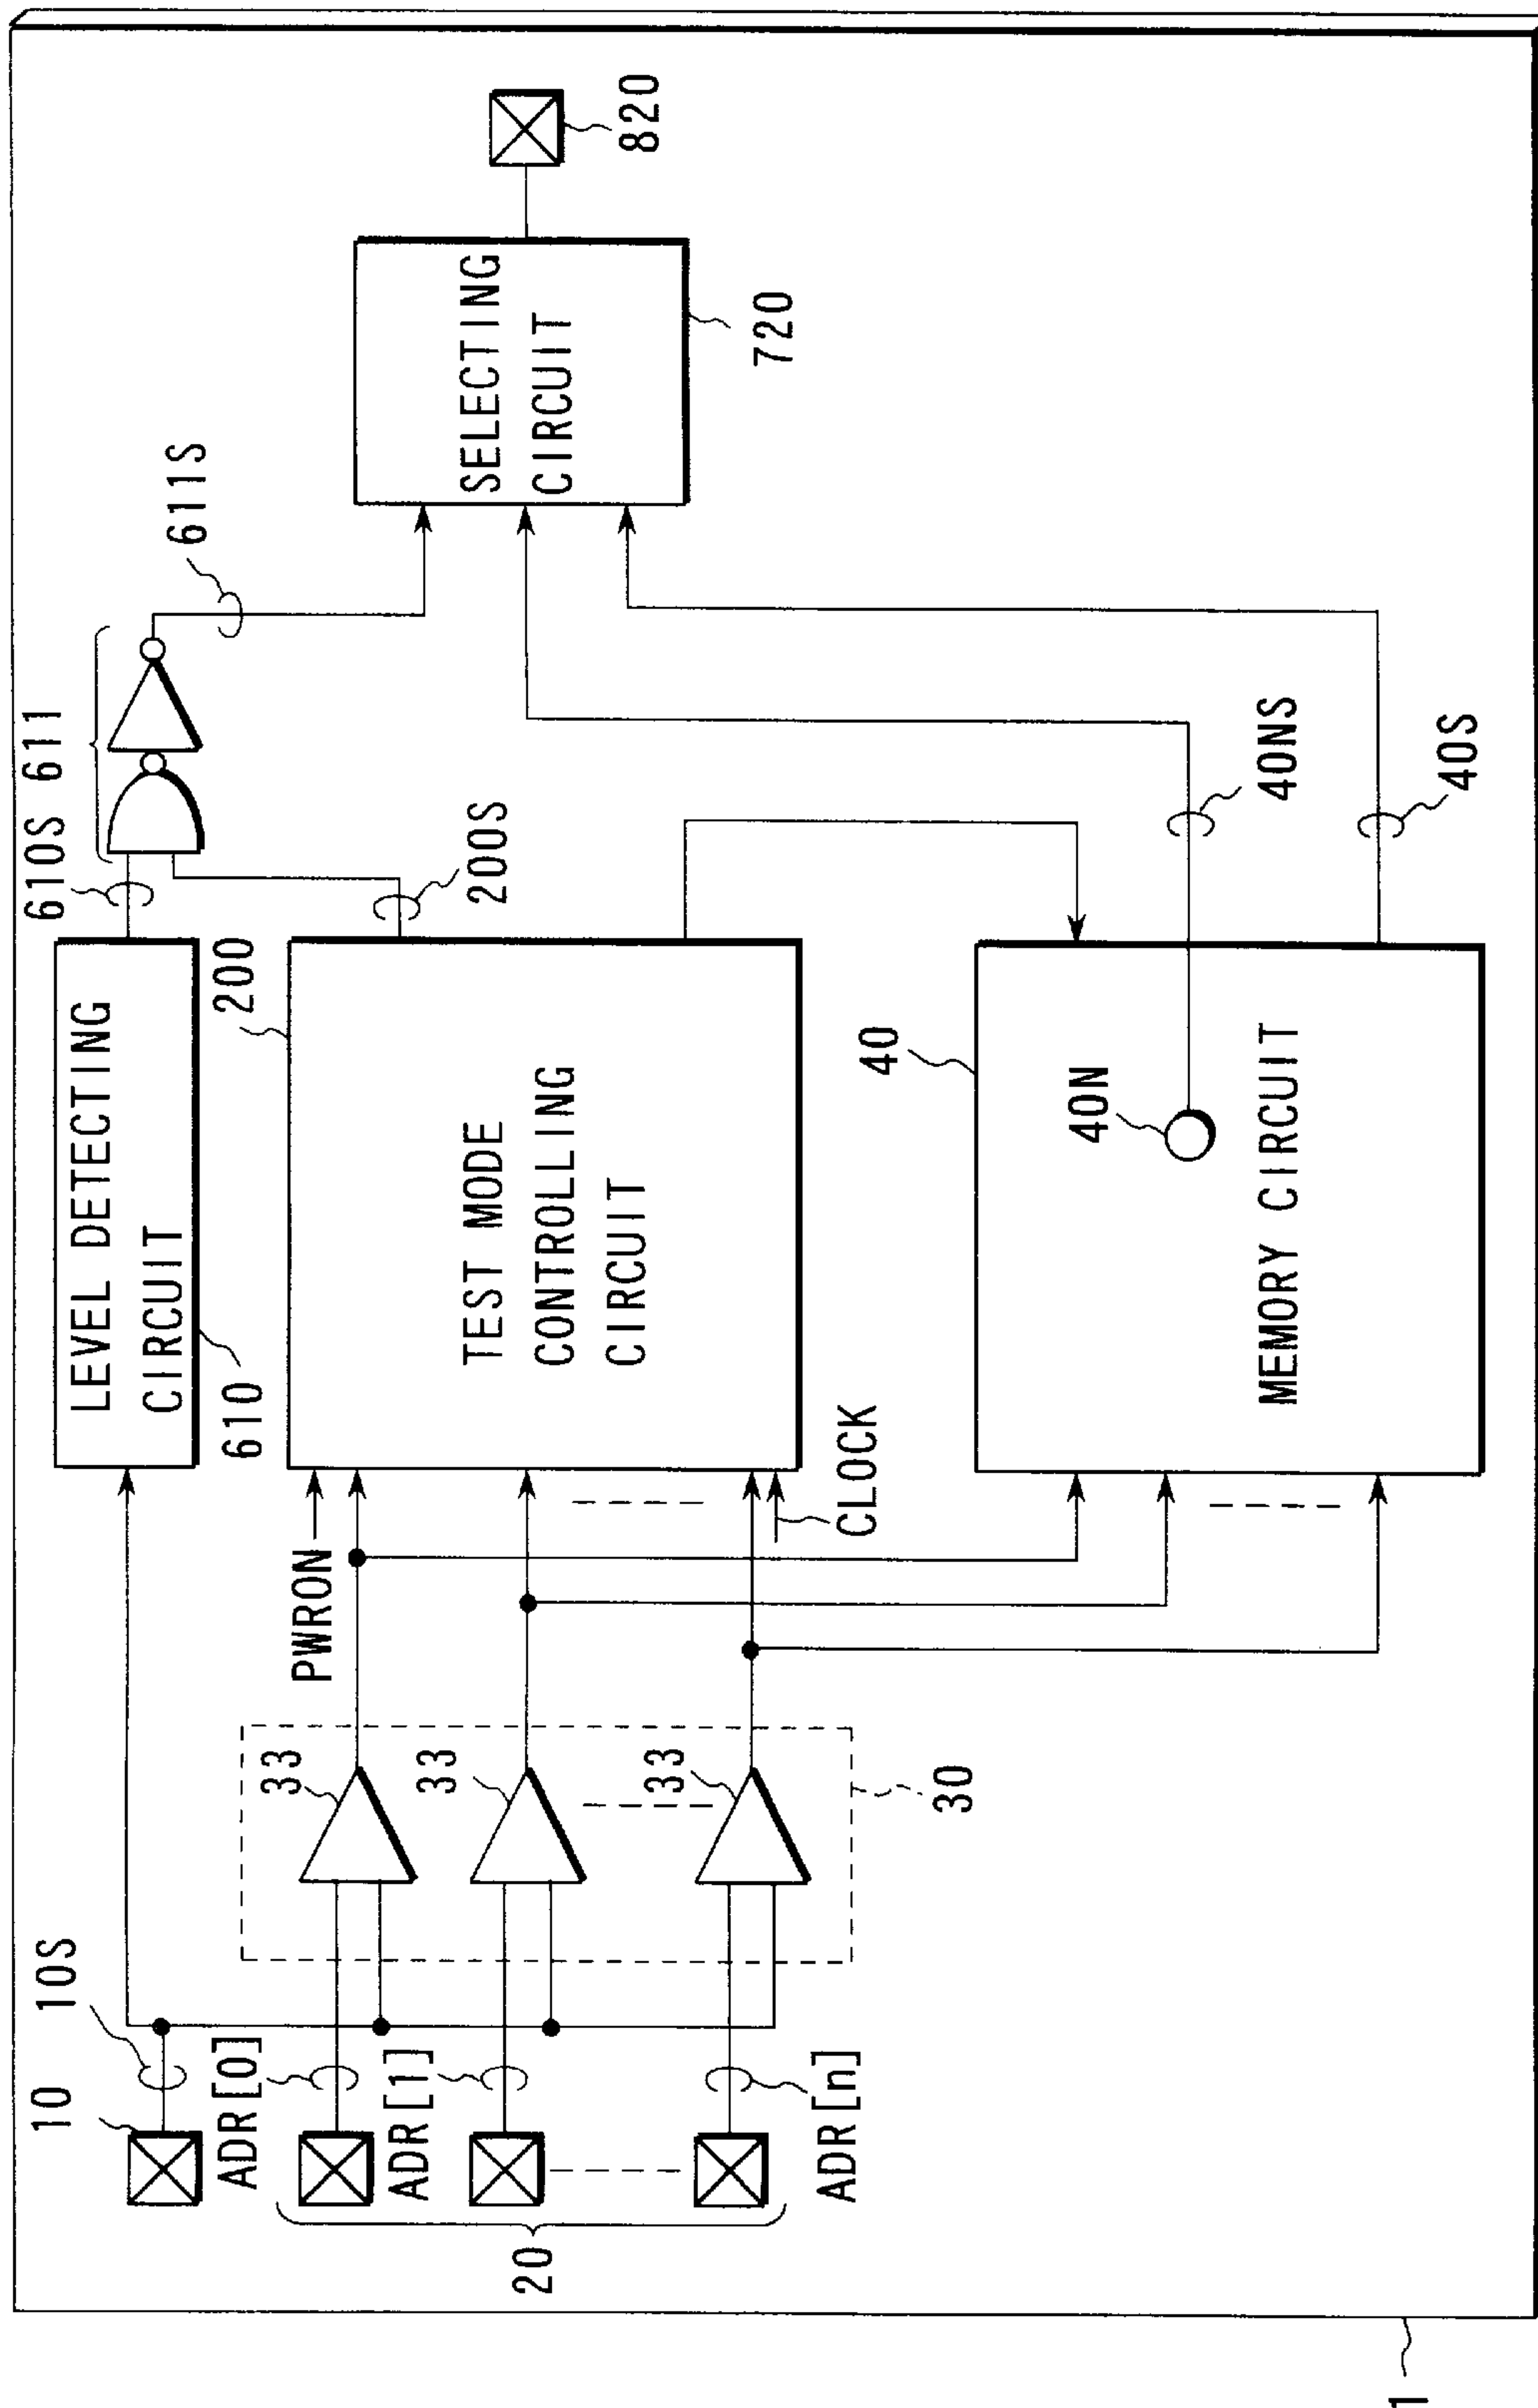 10
10S
ADR[0]
ADR[1]
ADR[n]
20
33
33
33
30
PWRON
CLOCK
LEVEL DETECTING
CIRCUIT
610
610S
611
611S
200
TEST MODE
CONTROLLING
CIRCUIT
200S
40
40N
MEMORY CIRCUIT
40NS
40S
SELECTING
CIRCUIT
720
820
1